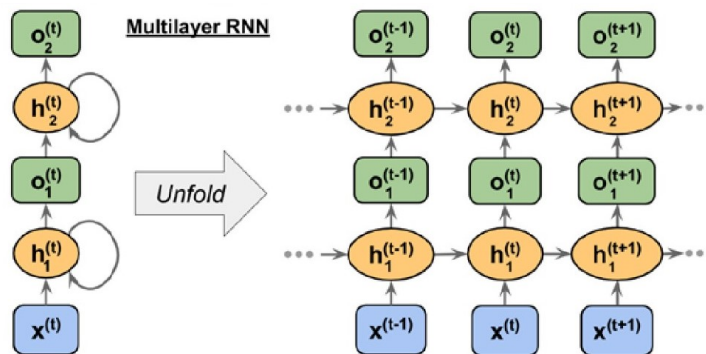 Multilayer RNN
o₂⁽ᵗ⁾
h₂⁽ᵗ⁾
o₁⁽ᵗ⁾
h₁⁽ᵗ⁾
x⁽ᵗ⁾
Unfold
o₂⁽ᵗ⁻¹⁾ o₂⁽ᵗ⁾ o₂⁽ᵗ⁺¹⁾
h₂⁽ᵗ⁻¹⁾ h₂⁽ᵗ⁾ h₂⁽ᵗ⁺¹⁾
o₁⁽ᵗ⁻¹⁾ o₁⁽ᵗ⁾ o₁⁽ᵗ⁺¹⁾
h₁⁽ᵗ⁻¹⁾ h₁⁽ᵗ⁾ h₁⁽ᵗ⁺¹⁾
x⁽ᵗ⁻¹⁾ x⁽ᵗ⁾ x⁽ᵗ⁺¹⁾